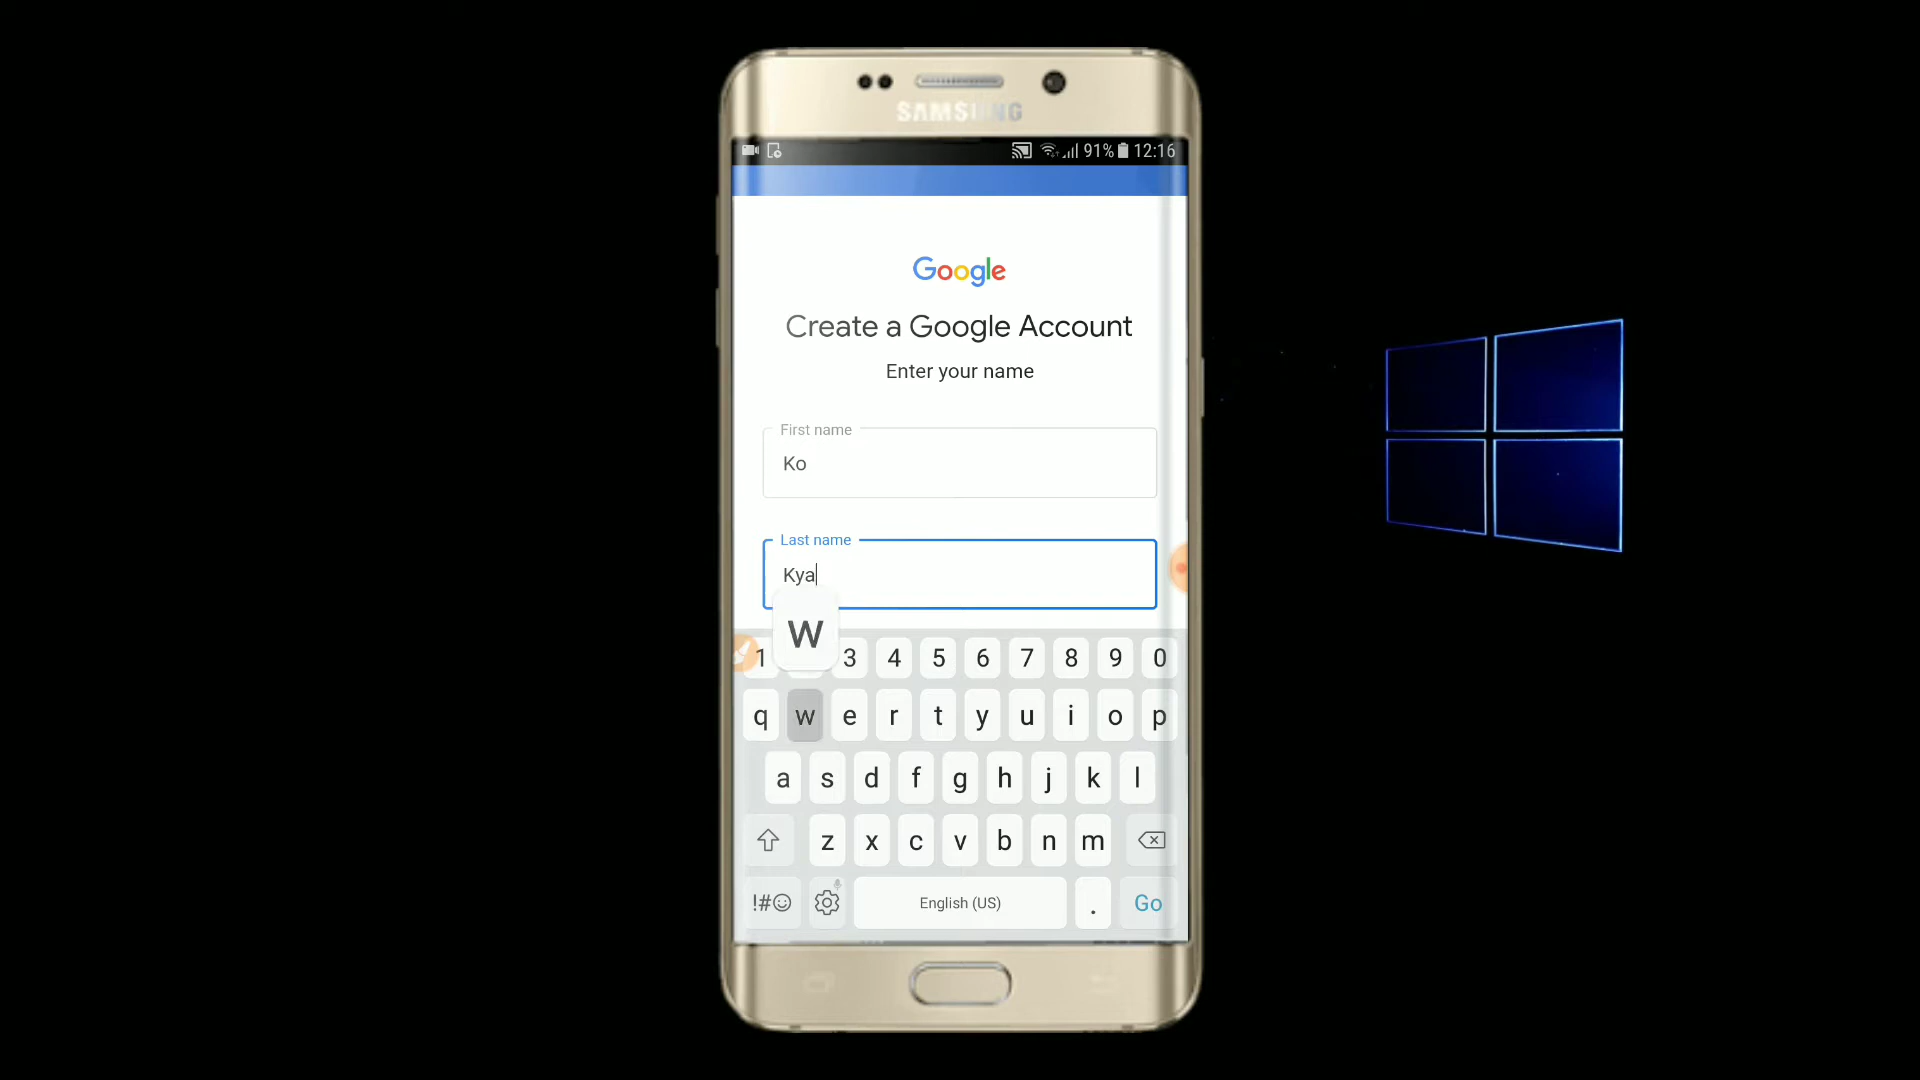 SAMSUNG
91% 12:16
Google
Create a Google Account
Enter your name
First name
Ko
Last name
Kya
W
1 3 4 5 6 7 8 9 0
q w e r t y u i o p
a s d f g h j k l
z x c v b n m
!#☺ English (US) . Go